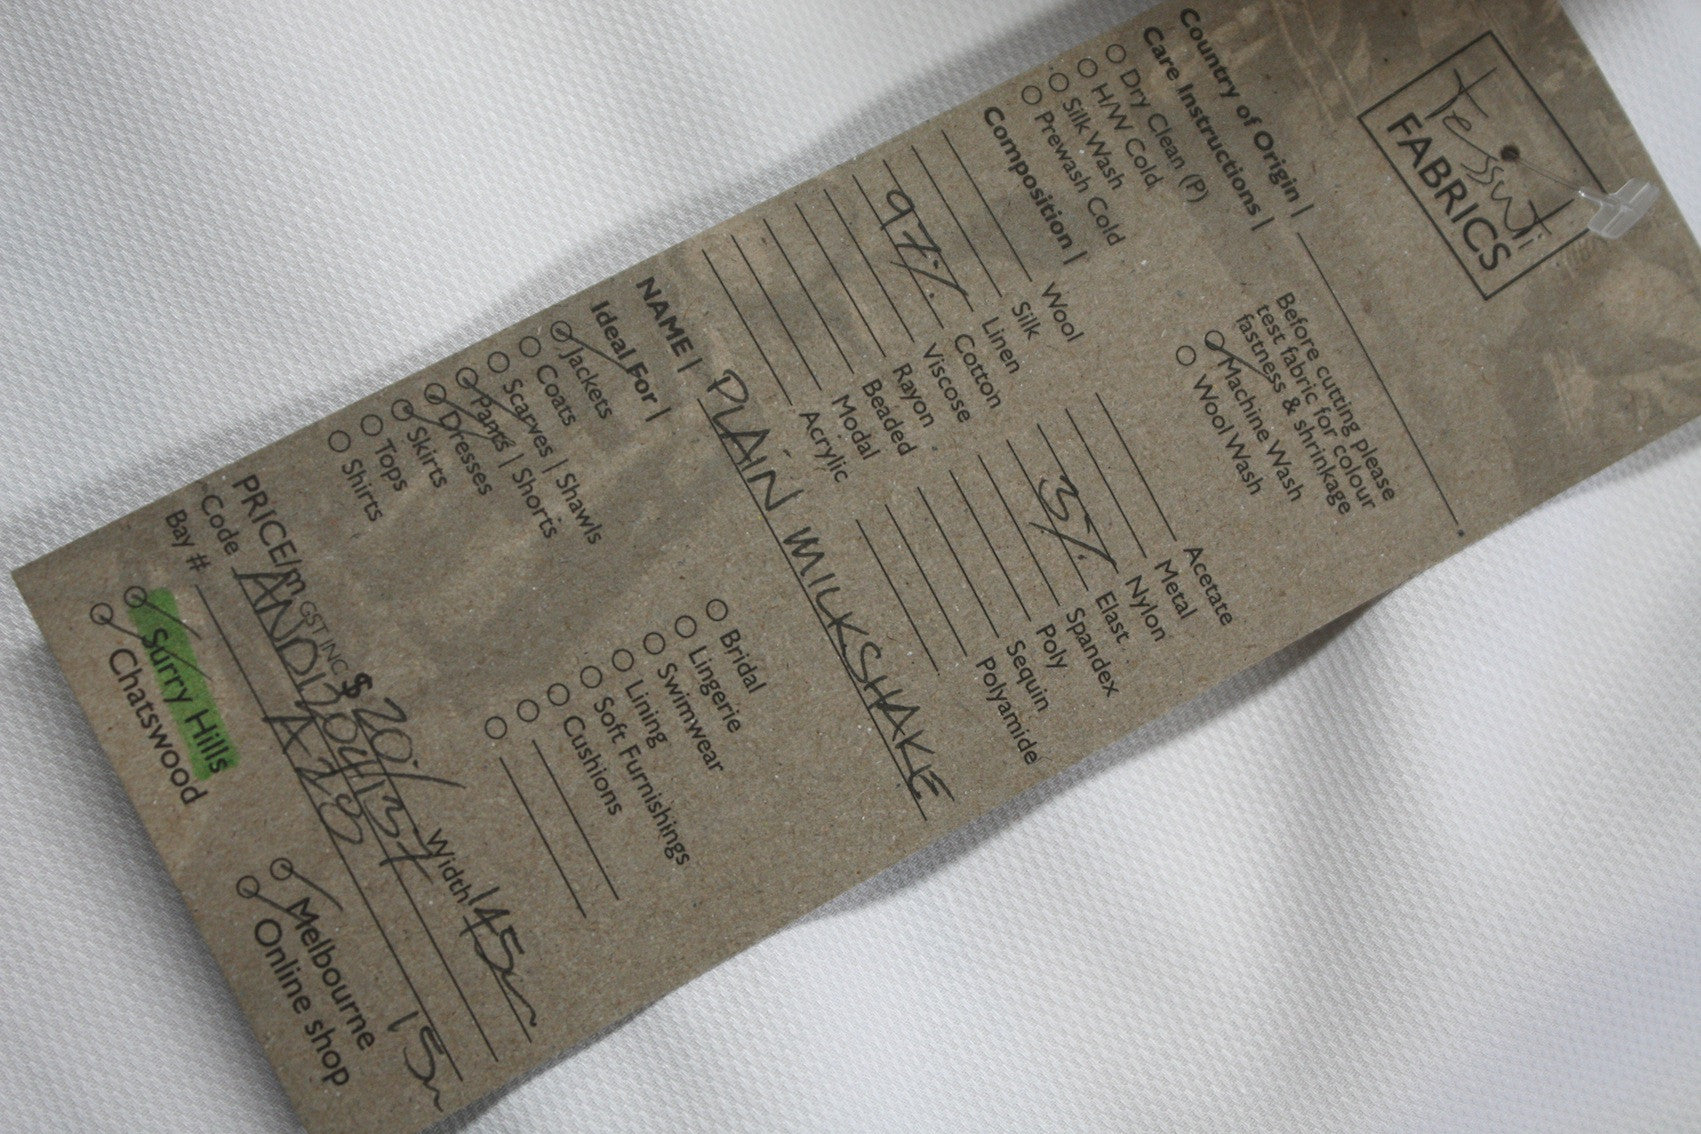 Tessuti
FABRICS
Country of Origin |
Care Instructions |
Dry Clean (P)
H/W Cold
Silk Wash
Prewash Cold
Before cutting please
test fabric for colour
fastness & shrinkage
Machine Wash
Wool Wash
Composition |
Wool
Silk
Linen
97% Cotton
Viscose
Rayon
Beaded
Modal
Acrylic
Acetate
Metal
Nylon
3% Elast.
Spandex
Poly
Sequin
Polyamide
NAME | PLAIN MILKSHAKE
Ideal For |
Jackets
Coats
Scarves | Shawls
Pants | Shorts
Dresses
Skirts
Tops
Shirts
Bridal
Lingerie
Swimwear
Lining
Soft Furnishings
Cushions
PRICE/m GST INC $20.- Width 145
Code
Bay # 15
Surry Hills
Chatswood
Melbourne
Online shop